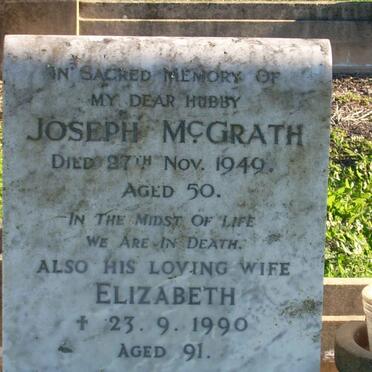 IN SACRED MEMORY OF
MY DEAR HUBBY
JOSEPH McGRATH
DIED 27TH NOV. 1949.
AGED 50.
IN THE MIDST OF LIFE
WE ARE IN DEATH.
ALSO HIS LOVING WIFE
ELIZABETH
† 23. 9. 1990
AGED 91.